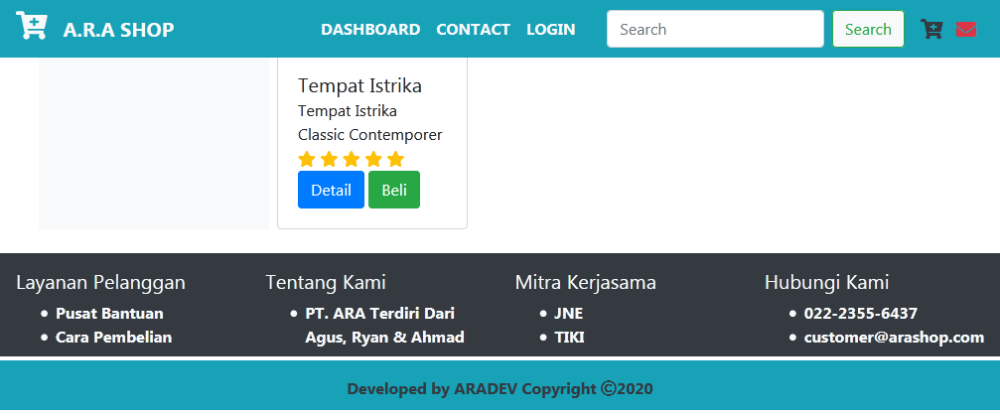 A.R.A SHOP
DASHBOARD
CONTACT
LOGIN
Search
Search
Tempat Istrika
Tempat Istrika
Classic Contemporer
Detail
Beli
Layanan Pelanggan
Pusat Bantuan
Cara Pembelian
Tentang Kami
PT. ARA Terdiri Dari
Agus, Ryan & Ahmad
Mitra Kerjasama
JNE
TIKI
Hubungi Kami
022-2355-6437
customer@arashop.com
Developed by ARADEV Copyright ©2020